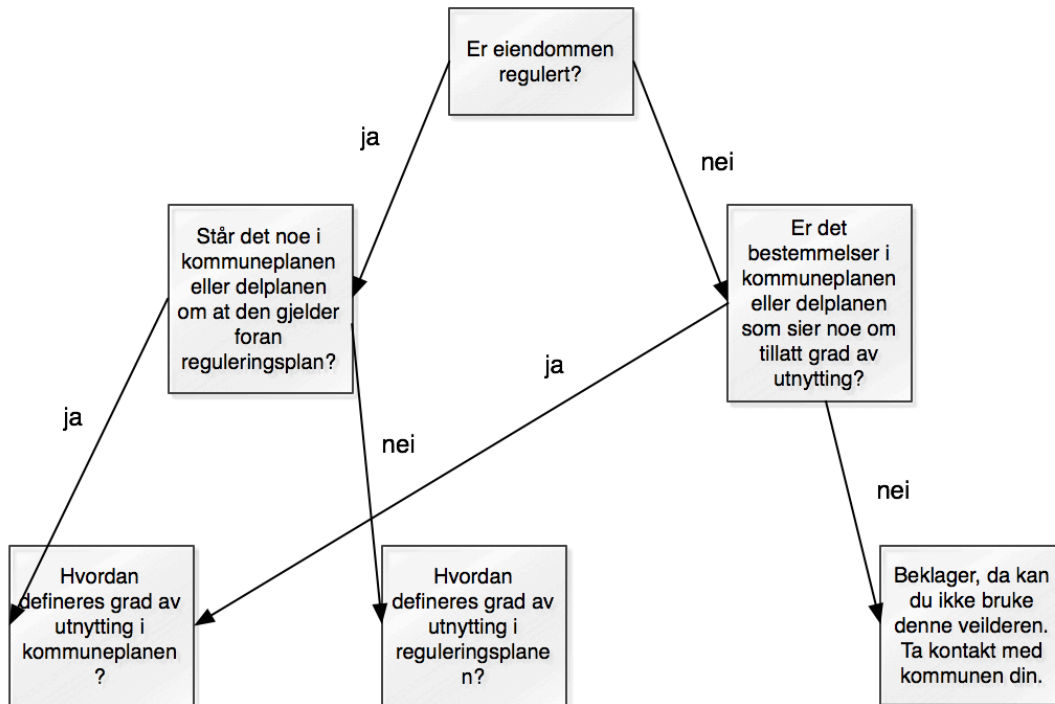 Er eiendommen
regulert?
ja
nei
Står det noe i
kommuneplanen
eller delplanen
om at den gjelder
foran
reguleringsplan?
Er det
bestemmelser i
kommuneplanen
eller delplanen
som sier noe om
tillatt grad av
utnytting?
ja
nei
ja
nei
Hvordan
defineres grad av
utnytting i
kommuneplanen
?
Hvordan
defineres grad av
utnytting i
reguleringsplane
n?
Beklager, da kan
du ikke bruke
denne veilderen.
Ta kontakt med
kommunen din.